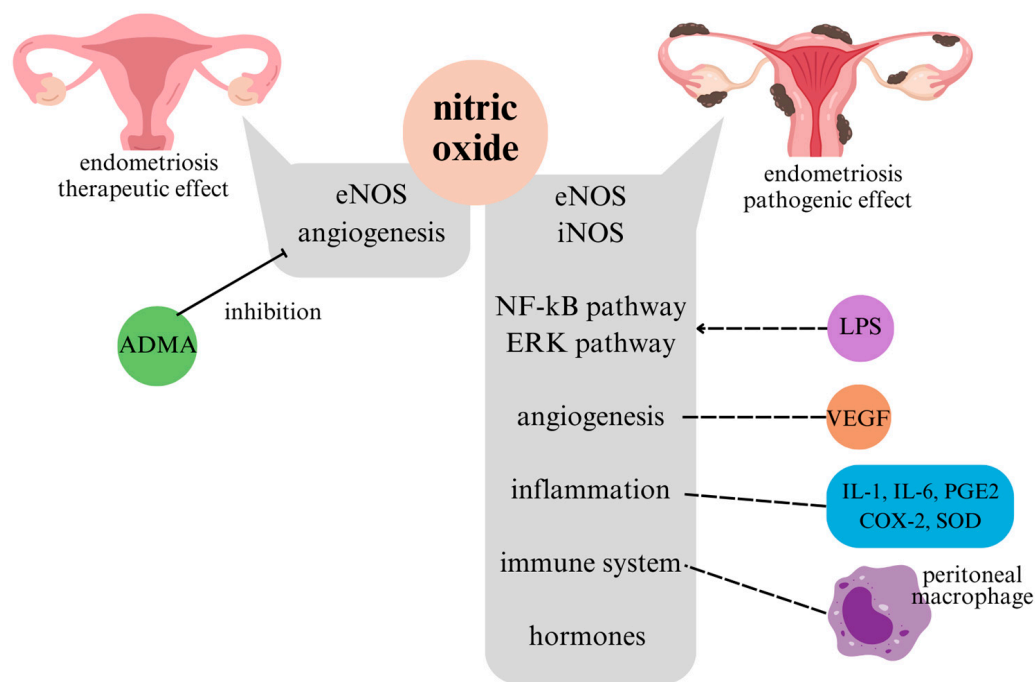 nitric
oxide
endometriosis
therapeutic effect
eNOS
angiogenesis
inhibition
ADMA
endometriosis
pathogenic effect
eNOS
iNOS
NF-kB pathway
ERK pathway
LPS
angiogenesis
VEGF
inflammation
IL-1, IL-6, PGE2
COX-2, SOD
immune system
peritoneal
macrophage
hormones